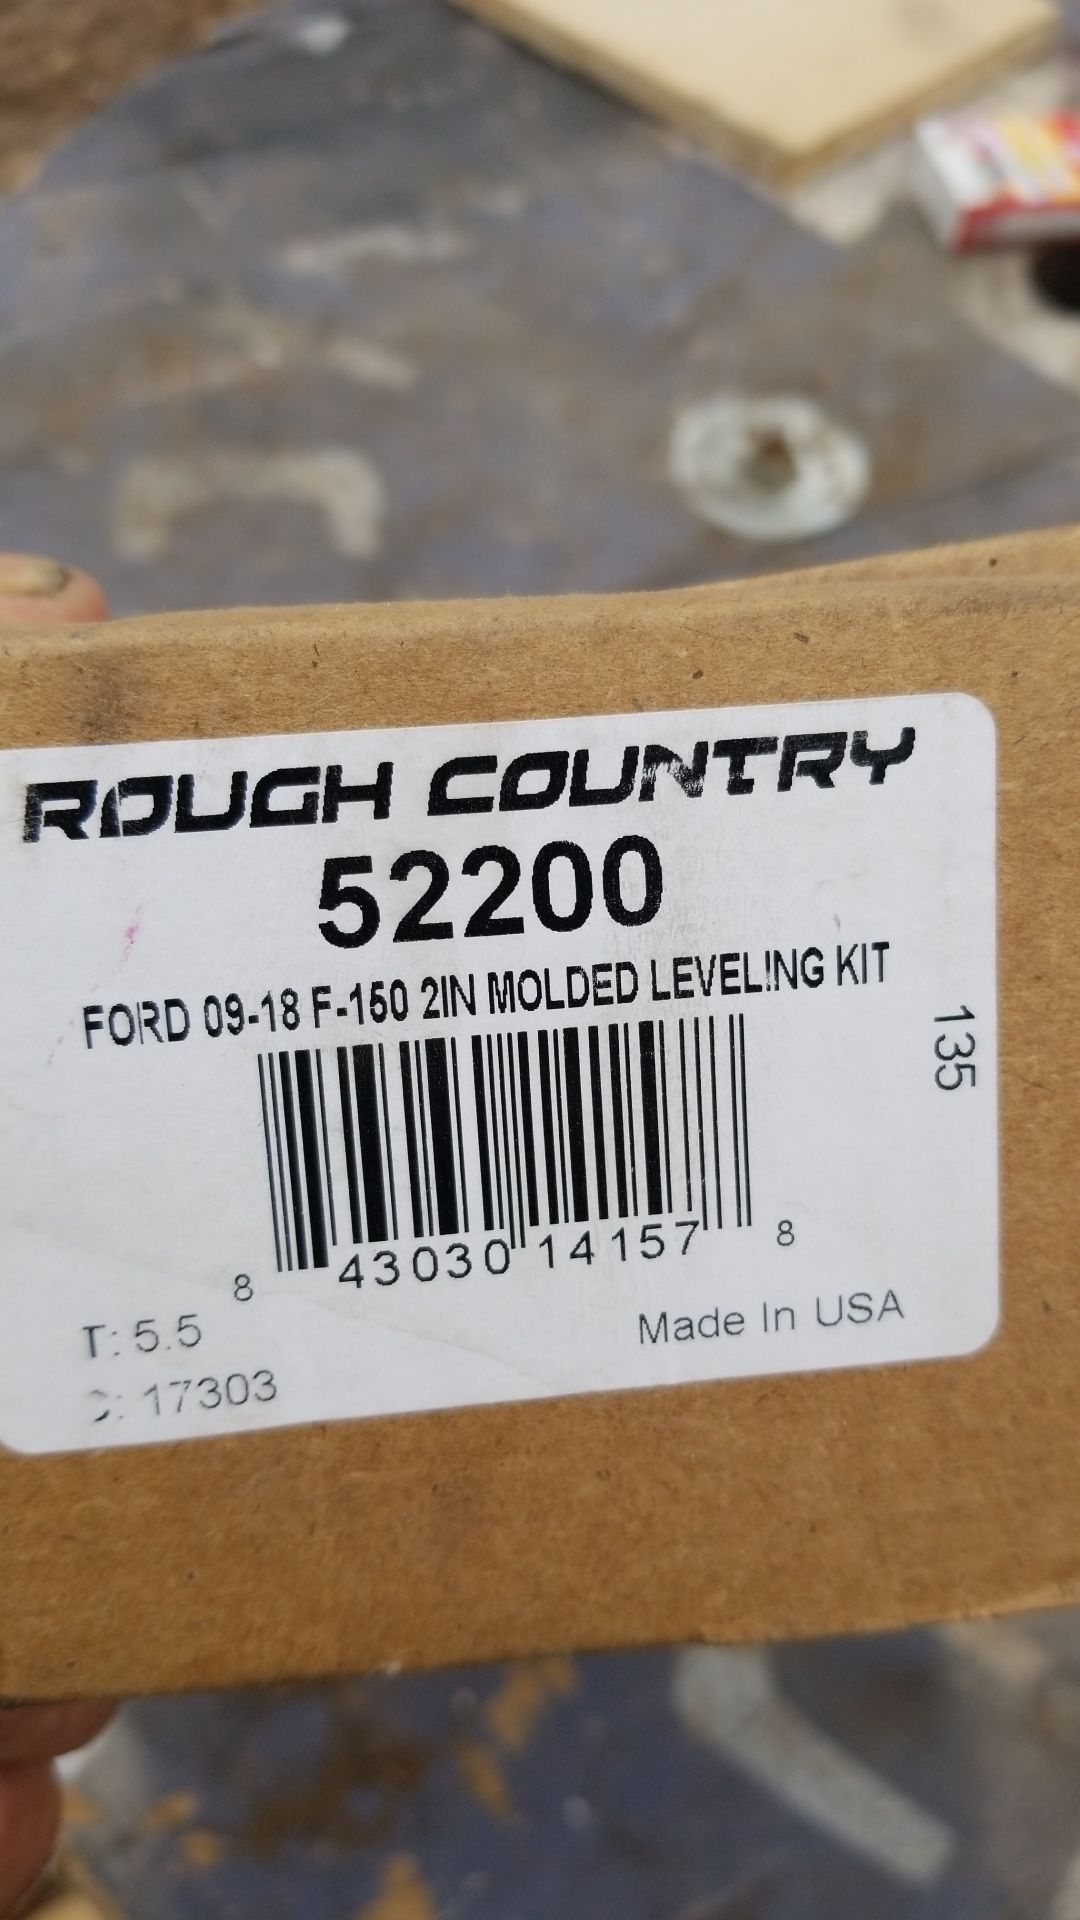 ROUGH COUNTRY
52200
FORD 09-18 F-150 2IN MOLDED LEVELING KIT
135
8 43030 14157 8
T: 5.5
Made In USA
: 17303